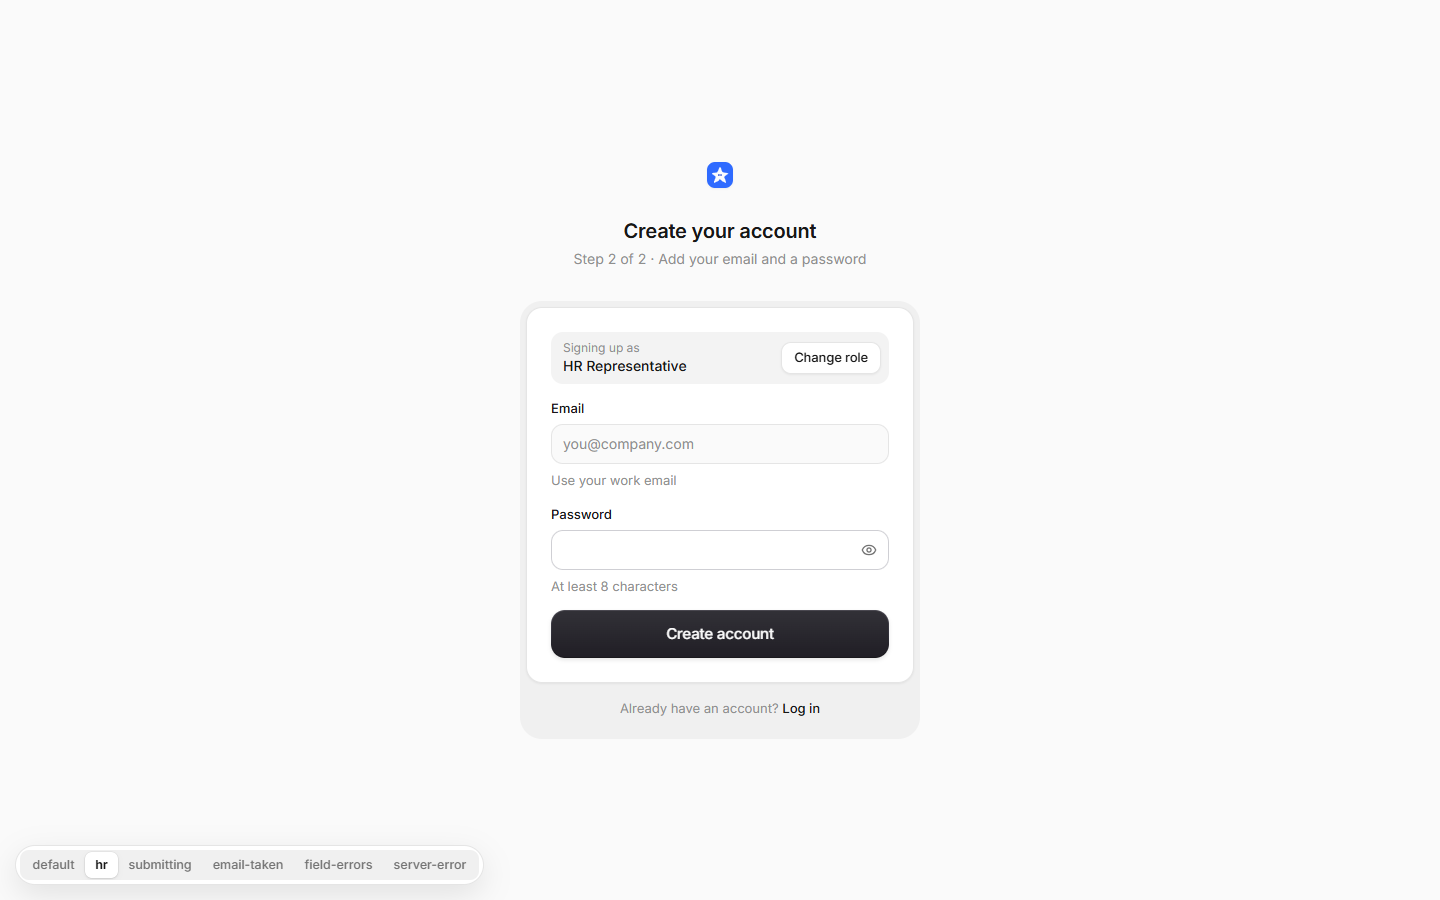 Create your account
Step 2 of 2 · Add your email and a password
Signing up as
HR Representative
Change role
Email
you@company.com
Use your work email
Password
At least 8 characters
Create account
Already have an account? Log in
default hr submitting email-taken field-errors server-error